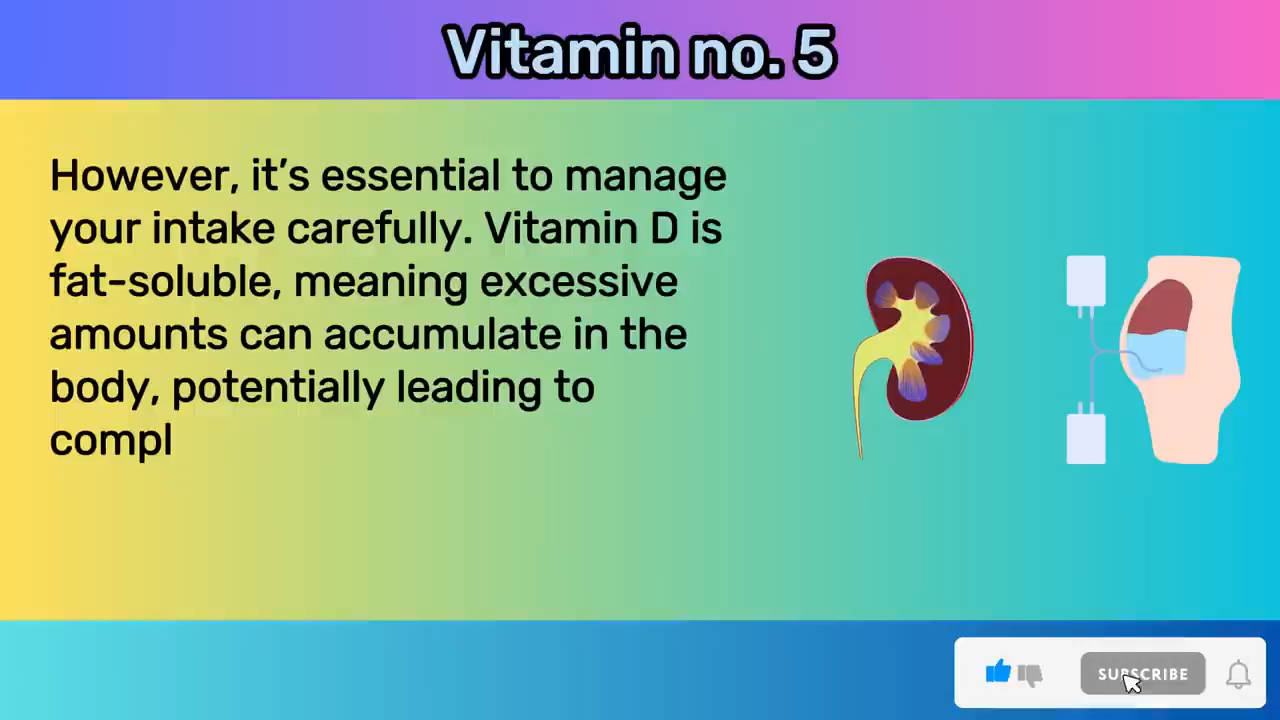 Vitamin no. 5
However, it’s essential to manage
your intake carefully. Vitamin D is
fat-soluble, meaning excessive
amounts can accumulate in the
body, potentially leading to
compl
SUBSCRIBE